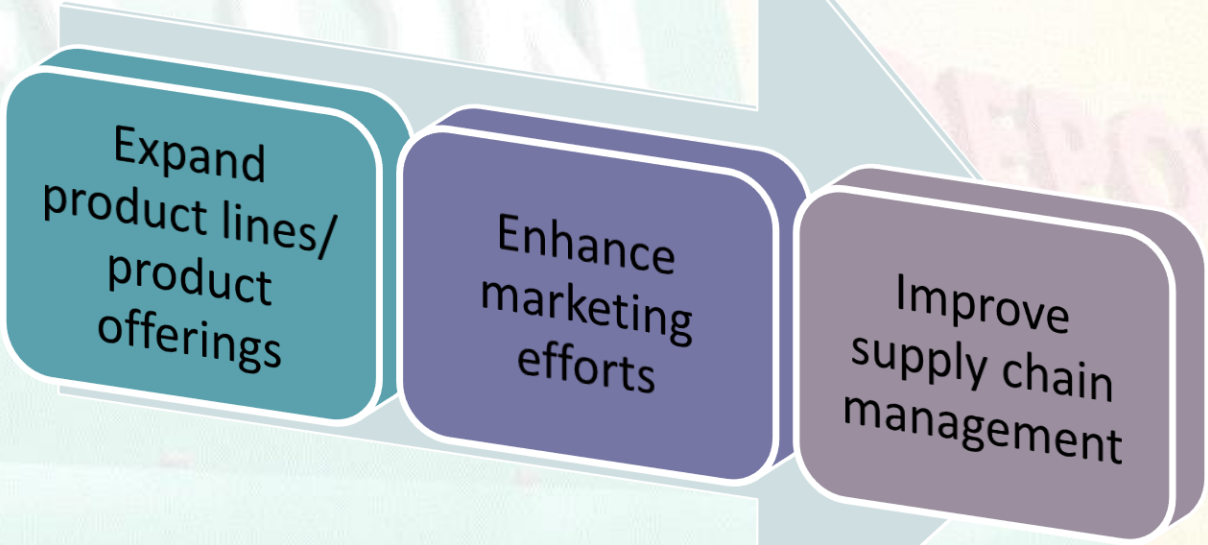 Expand
product lines/
product
offerings
Enhance
marketing
efforts
Improve
supply chain
management